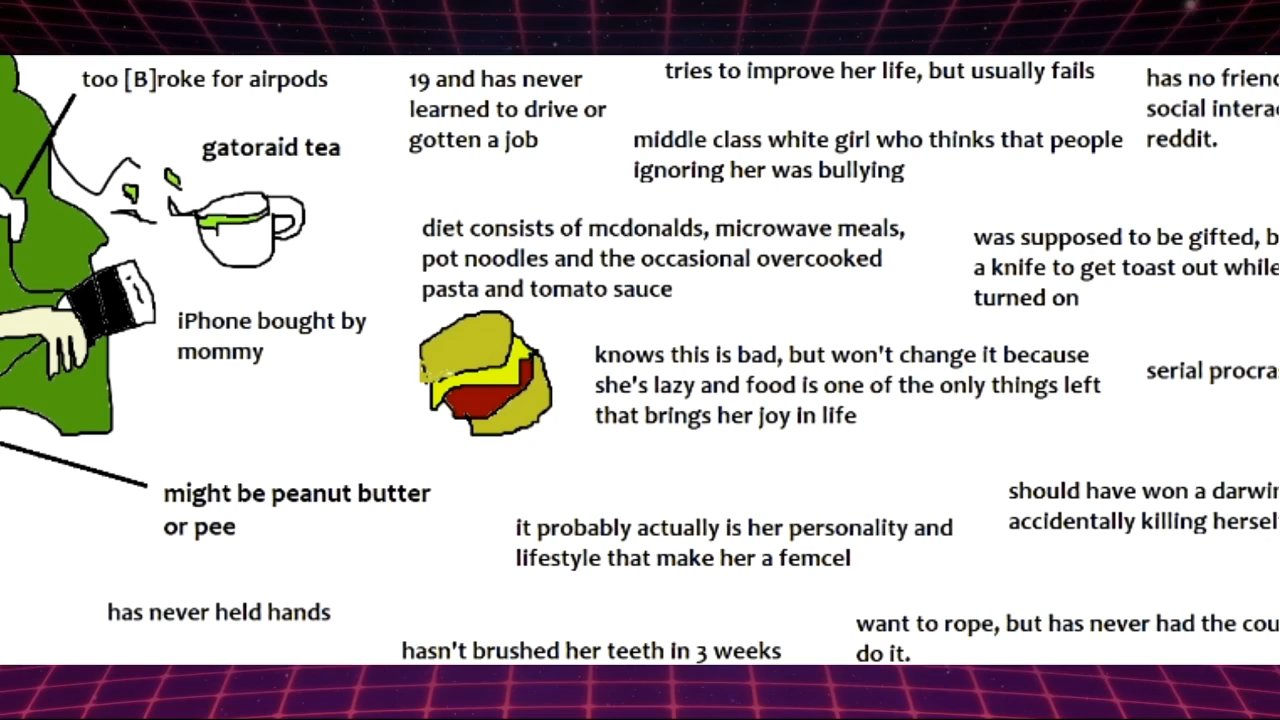 too [B]roke for airpods
gatoraid tea
iPhone bought by
mommy
might be peanut butter
or pee
has never held hands
19 and has never
learned to drive or
gotten a job
tries to improve her life, but usually fails
middle class white girl who thinks that people
ignoring her was bullying
has no
social
reddit.
diet consists of mcdonalds, microwave meals,
pot noodles and the occasional overcooked
pasta and tomato sauce
was supposed to be gifted,
a knife to get toast out while
turned on
knows this is bad, but won't change it because
she's lazy and food is one of the only things left
that brings her joy in life
serial
should have won a
accidentally killing
it probably actually is her personality and
lifestyle that make her a femcel
hasn't brushed her teeth in 3 weeks
want to rope, but has never had the
do it.